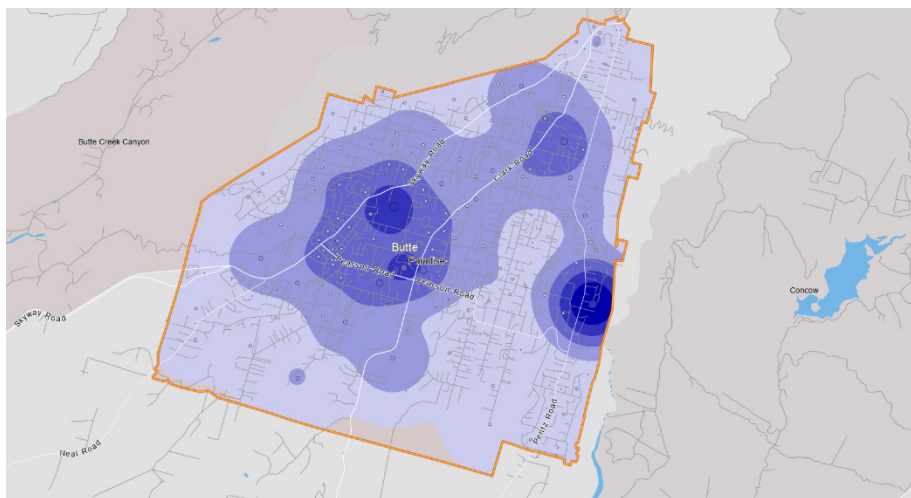 Butte Creek Canyon
Skyway Road
Clark Road
Butte
Paradise
Pearson Road
Pearson Road
Concow
Skyway Road
Pentz Road
Neal Road